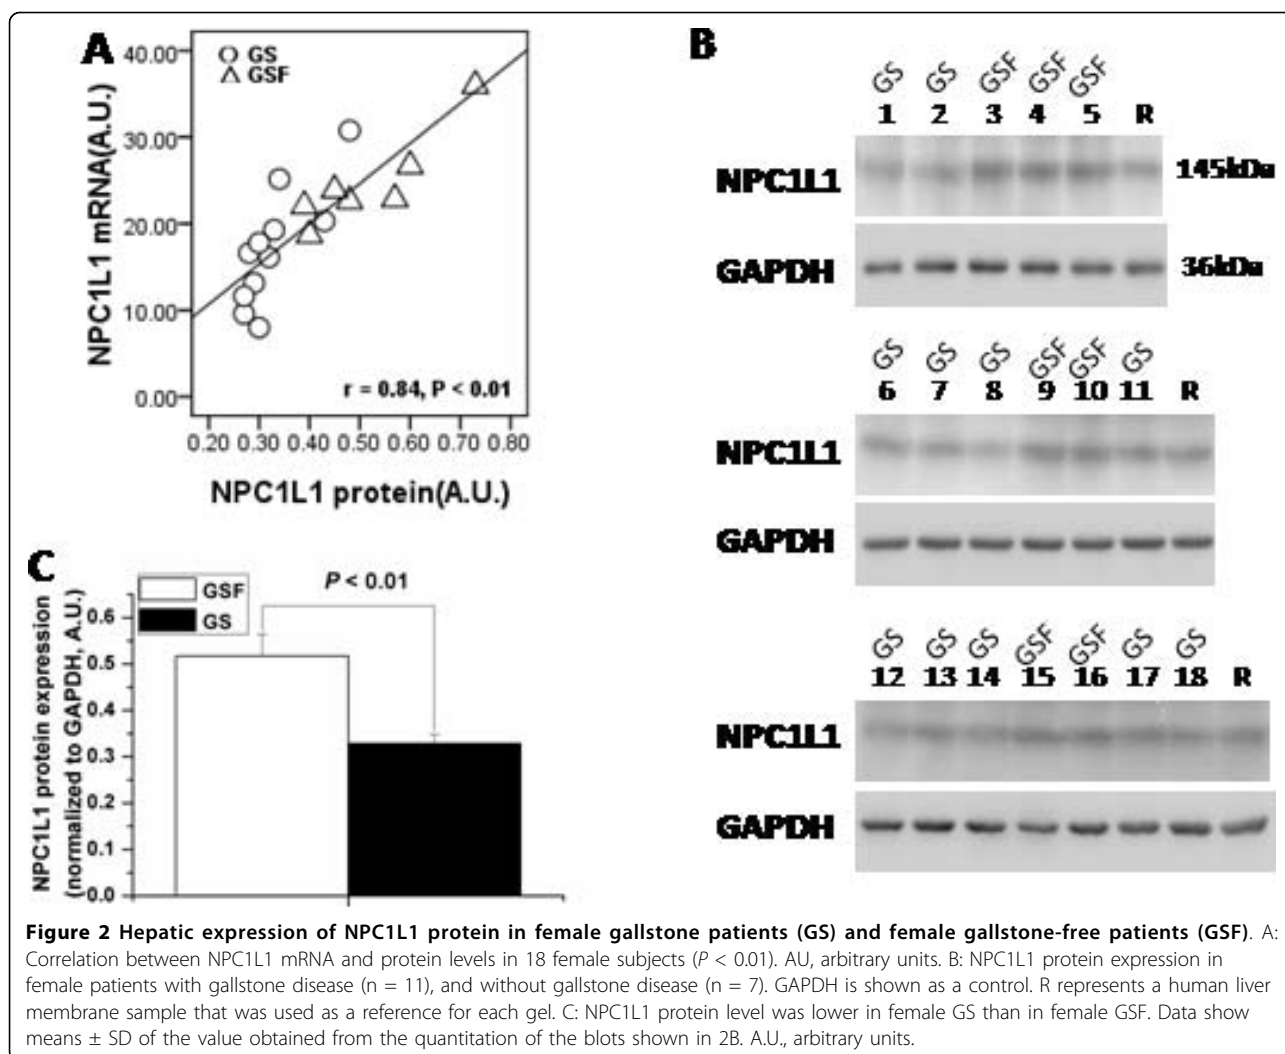 A
GS
GSF
40.00
30.00
20.00
10.00
0.00
NPC1L1 mRNA(A.U.)
r = 0.84, P < 0.01
0.20 0.30 0.40 0.50 0.60 0.70 0.80
NPC1L1 protein(A.U.)
B
GS GS GSF GSF GSF
1 2 3 4 5 R
NPC1L1 145kDa
GAPDH 36kDa
GS GS GS GSF GSF GS
6 7 8 9 10 11 R
NPC1L1
GAPDH
GS GS GS GSF GSF GS GS
12 13 14 15 16 17 18 R
NPC1L1
GAPDH
C
GSF
GS
P < 0.01
NPC1L1 protein expression
(normalized to GAPDH, A.U.)
0.6
0.5
0.4
0.3
0.2
0.1
0.0
Figure 2 Hepatic expression of NPC1L1 protein in female gallstone patients (GS) and female gallstone-free patients (GSF). A:
Correlation between NPC1L1 mRNA and protein levels in 18 female subjects (P < 0.01). AU, arbitrary units. B: NPC1L1 protein expression in
female patients with gallstone disease (n = 11), and without gallstone disease (n = 7). GAPDH is shown as a control. R represents a human liver
membrane sample that was used as a reference for each gel. C: NPC1L1 protein level was lower in female GS than in female GSF. Data show
means ± SD of the value obtained from the quantitation of the blots shown in 2B. A.U., arbitrary units.